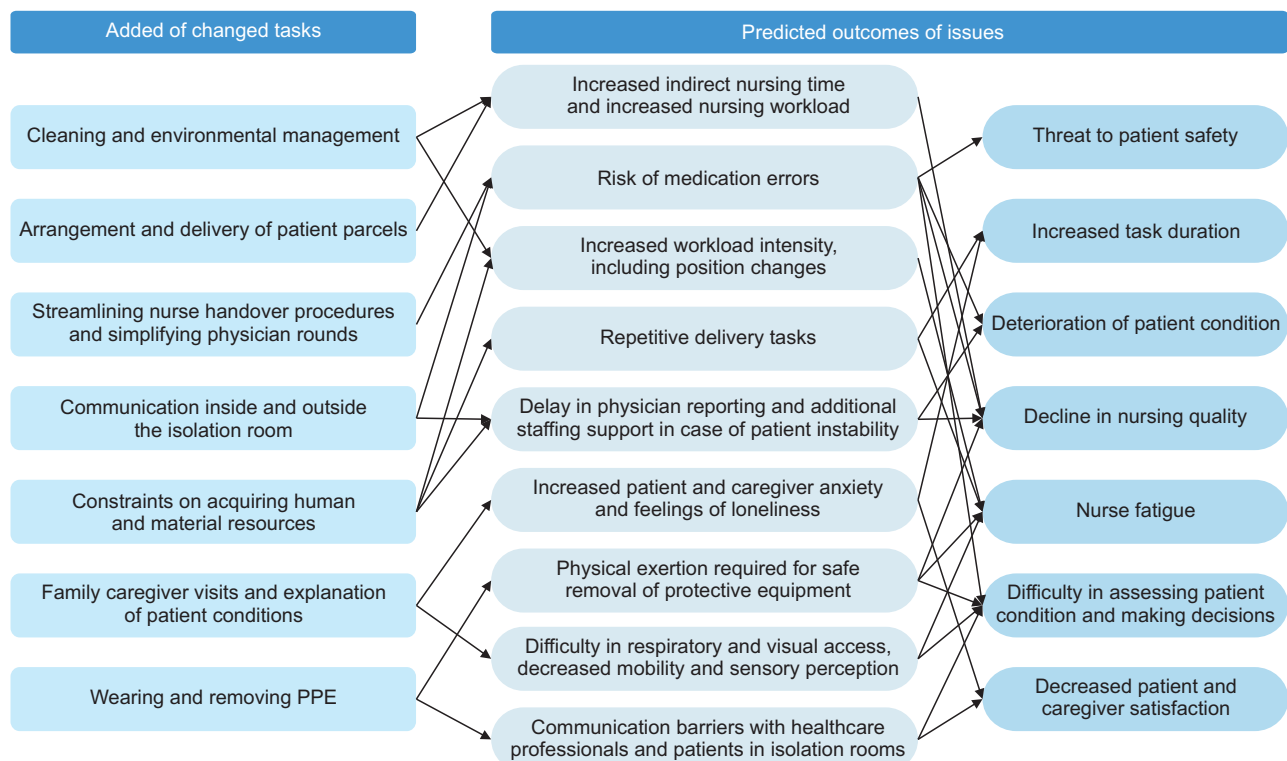 Added of changed tasks
Predicted outcomes of issues
Cleaning and environmental management
Arrangement and delivery of patient parcels
Streamlining nurse handover procedures
and simplifying physician rounds
Communication inside and outside
the isolation room
Constraints on acquiring human
and material resources
Family caregiver visits and explanation
of patient conditions
Wearing and removing PPE
Increased indirect nursing time
and increased nursing workload
Risk of medication errors
Increased workload intensity,
including position changes
Repetitive delivery tasks
Delay in physician reporting and additional
staffing support in case of patient instability
Increased patient and caregiver anxiety
and feelings of loneliness
Physical exertion required for safe
removal of protective equipment
Difficulty in respiratory and visual access,
decreased mobility and sensory perception
Communication barriers with healthcare
professionals and patients in isolation rooms
Threat to patient safety
Increased task duration
Deterioration of patient condition
Decline in nursing quality
Nurse fatigue
Difficulty in assessing patient
condition and making decisions
Decreased patient and
caregiver satisfaction